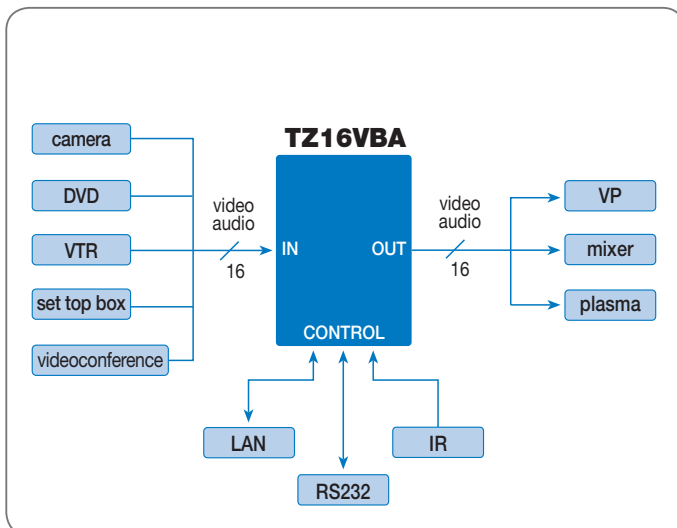 TZ16VBA
camera
DVD
VTR
set top box
videoconference
video
audio
16
IN
OUT
CONTROL
video
audio
16
VP
mixer
plasma
LAN
RS232
IR